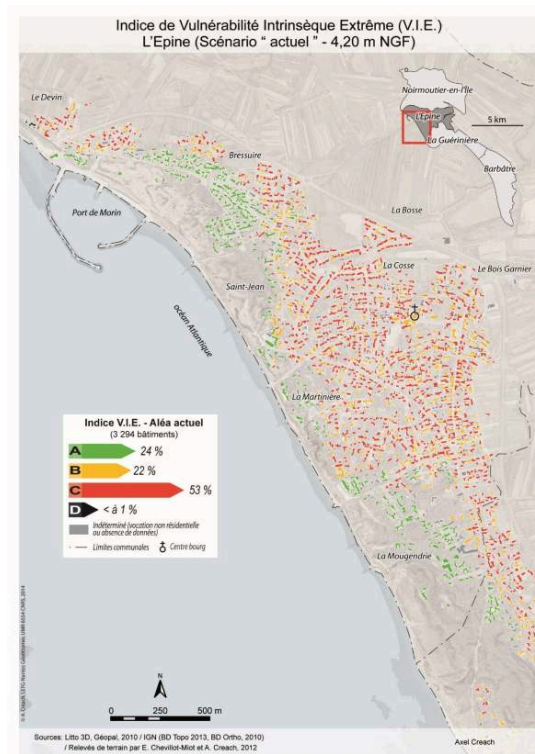 Indice de Vulnérabilité Intrinsèque Extrême (V.I.E.)
L'Epine (Scénario " actuel " - 4,20 m NGF)
Noirmoutier-en-l'Île
Le Devin
L'Epine
5 km
La Guérinière
Bressuire
Barbâtre
Port de Morin
La Bosse
La Cosse
Le Bois Garnier
Saint-Jean
océan Atlantique
La Martinière
Indice V.I.E. - Aléa actuel
(3 294 bâtiments)
A 24 %
B 22 %
C 53 %
D < à 1 %
Indéterminé (vocation non résidentielle
ou absence de données)
Limites communales Centre bourg
La Mougendrie
N
0 250 500 m
Sources: Litto 3D, Géopal, 2010 / IGN (BD Topo 2013, BD Ortho, 2010)
/ Relevés de terrain par E. Chevillot-Miot et A. Creach, 2012
Axel Creach